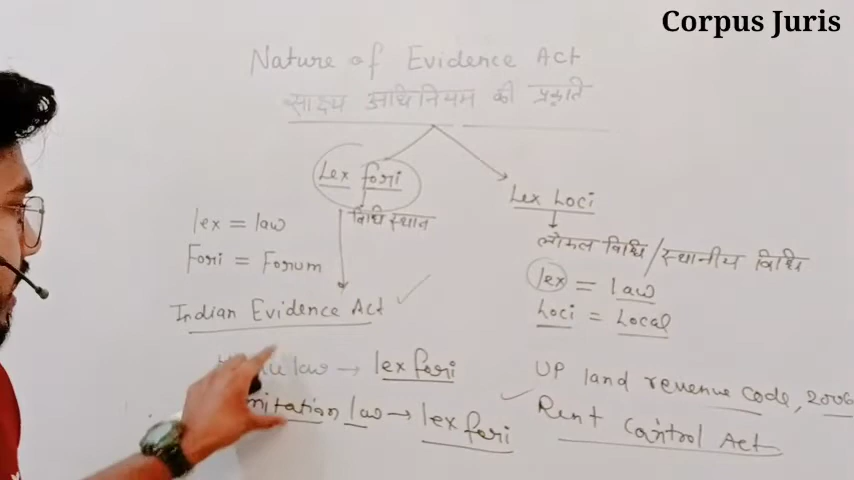 Corpus Juris
Nature of Evidence Act
साक्ष्य अधिनियम की प्रकृति
Lex fori
विधि स्थान
lex = law
Fori = Forum
Indian Evidence Act
law → lex fori
law → lex fori
Lex Loci
लोकल विधि/स्थानीय विधि
lex = law
Loci = Local
UP land revenue code, 2006
Rent Control Act